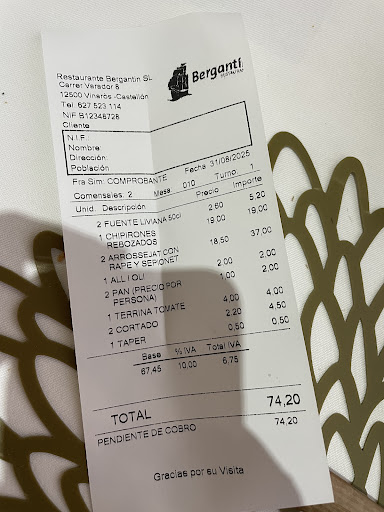 Restaurante Bergantin SL
Carrer Varador 8
12500 Vinaròs -Castellón
Tel. 627 523 114
NIF B12346728
Cliente
Bergantí
RESTAURANT
N.I.F.:
Nombre:
Dirección:
Población:
Fra Sim: COMPROBANTE Fecha 31/08/2025
Comensales: 2 Mesa 010 Turno 1
Unid. Descripción Precio Importe
2 FUENTE LIVIANA 50cl 2,60 5,20
1 CHIPIRONES REBOZADOS 19,00 19,00
2 ARROSSEJAT CON RAPE Y SEPIONET 18,50 37,00
1 ALL I OLI 2,00 2,00
2 PAN (PRECIO POR PERSONA) 1,00 2,00
1 TERRINA TOMATE 4,00 4,00
2 CORTADO 2,20 4,50
1 TAPER 0,50 0,50
Base % IVA Total IVA
67,45 10,00 6,75
TOTAL 74,20
PENDIENTE DE COBRO 74,20
Gracias por su Visita